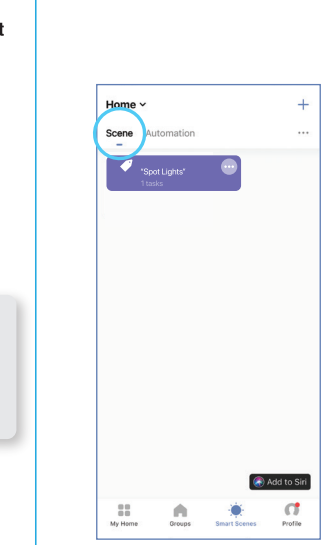 t
Home
Scene Automation
"Spot Lights"
1 tasks
Add to Siri
My Home Groups Smart Scenes Profile